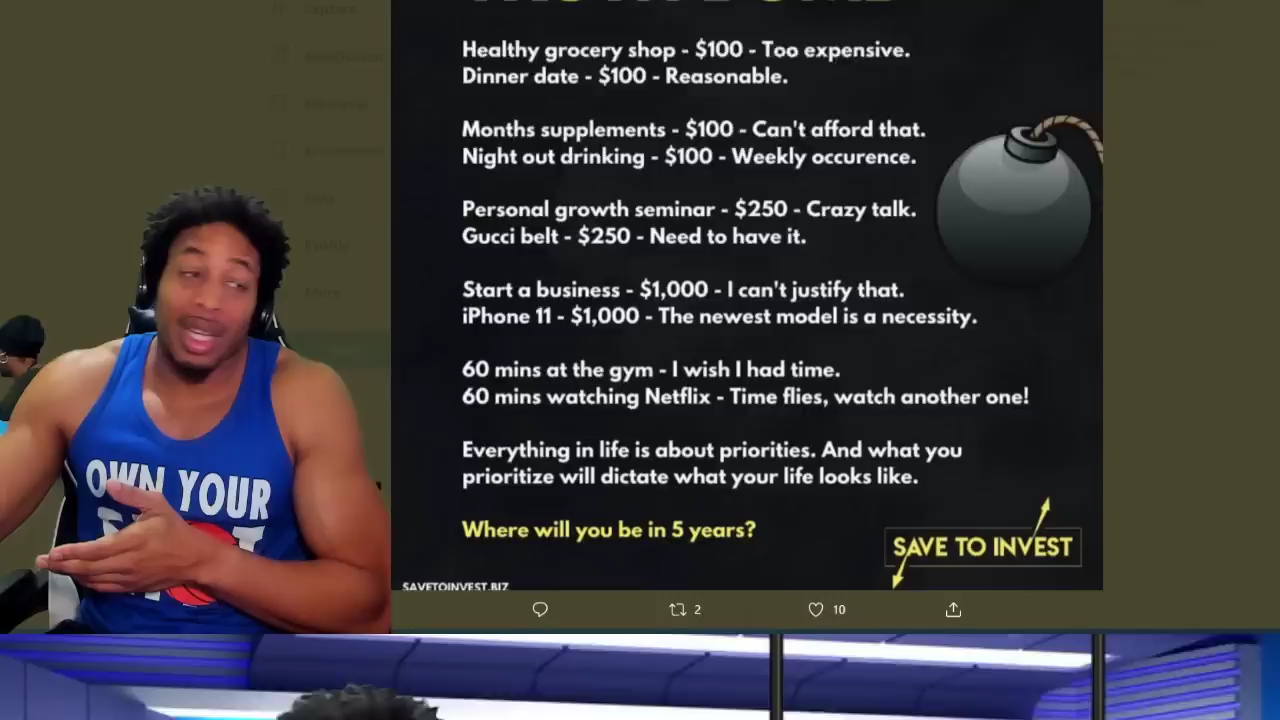 Healthy grocery shop - $100 - Too expensive.
Dinner date - $100 - Reasonable.
Months supplements - $100 - Can't afford that.
Night out drinking - $100 - Weekly occurence.
Personal growth seminar - $250 - Crazy talk.
Gucci belt - $250 - Need to have it.
Start a business - $1,000 - I can't justify that.
iPhone 11 - $1,000 - The newest model is a necessity.
60 mins at the gym - I wish I had time.
60 mins watching Netflix - Time flies, watch another one!
Everything in life is about priorities. And what you
prioritize will dictate what your life looks like.
Where will you be in 5 years?
SAVE TO INVEST
SAVETOINVEST.BIZ
2
10
OWN YOUR
Profile
More